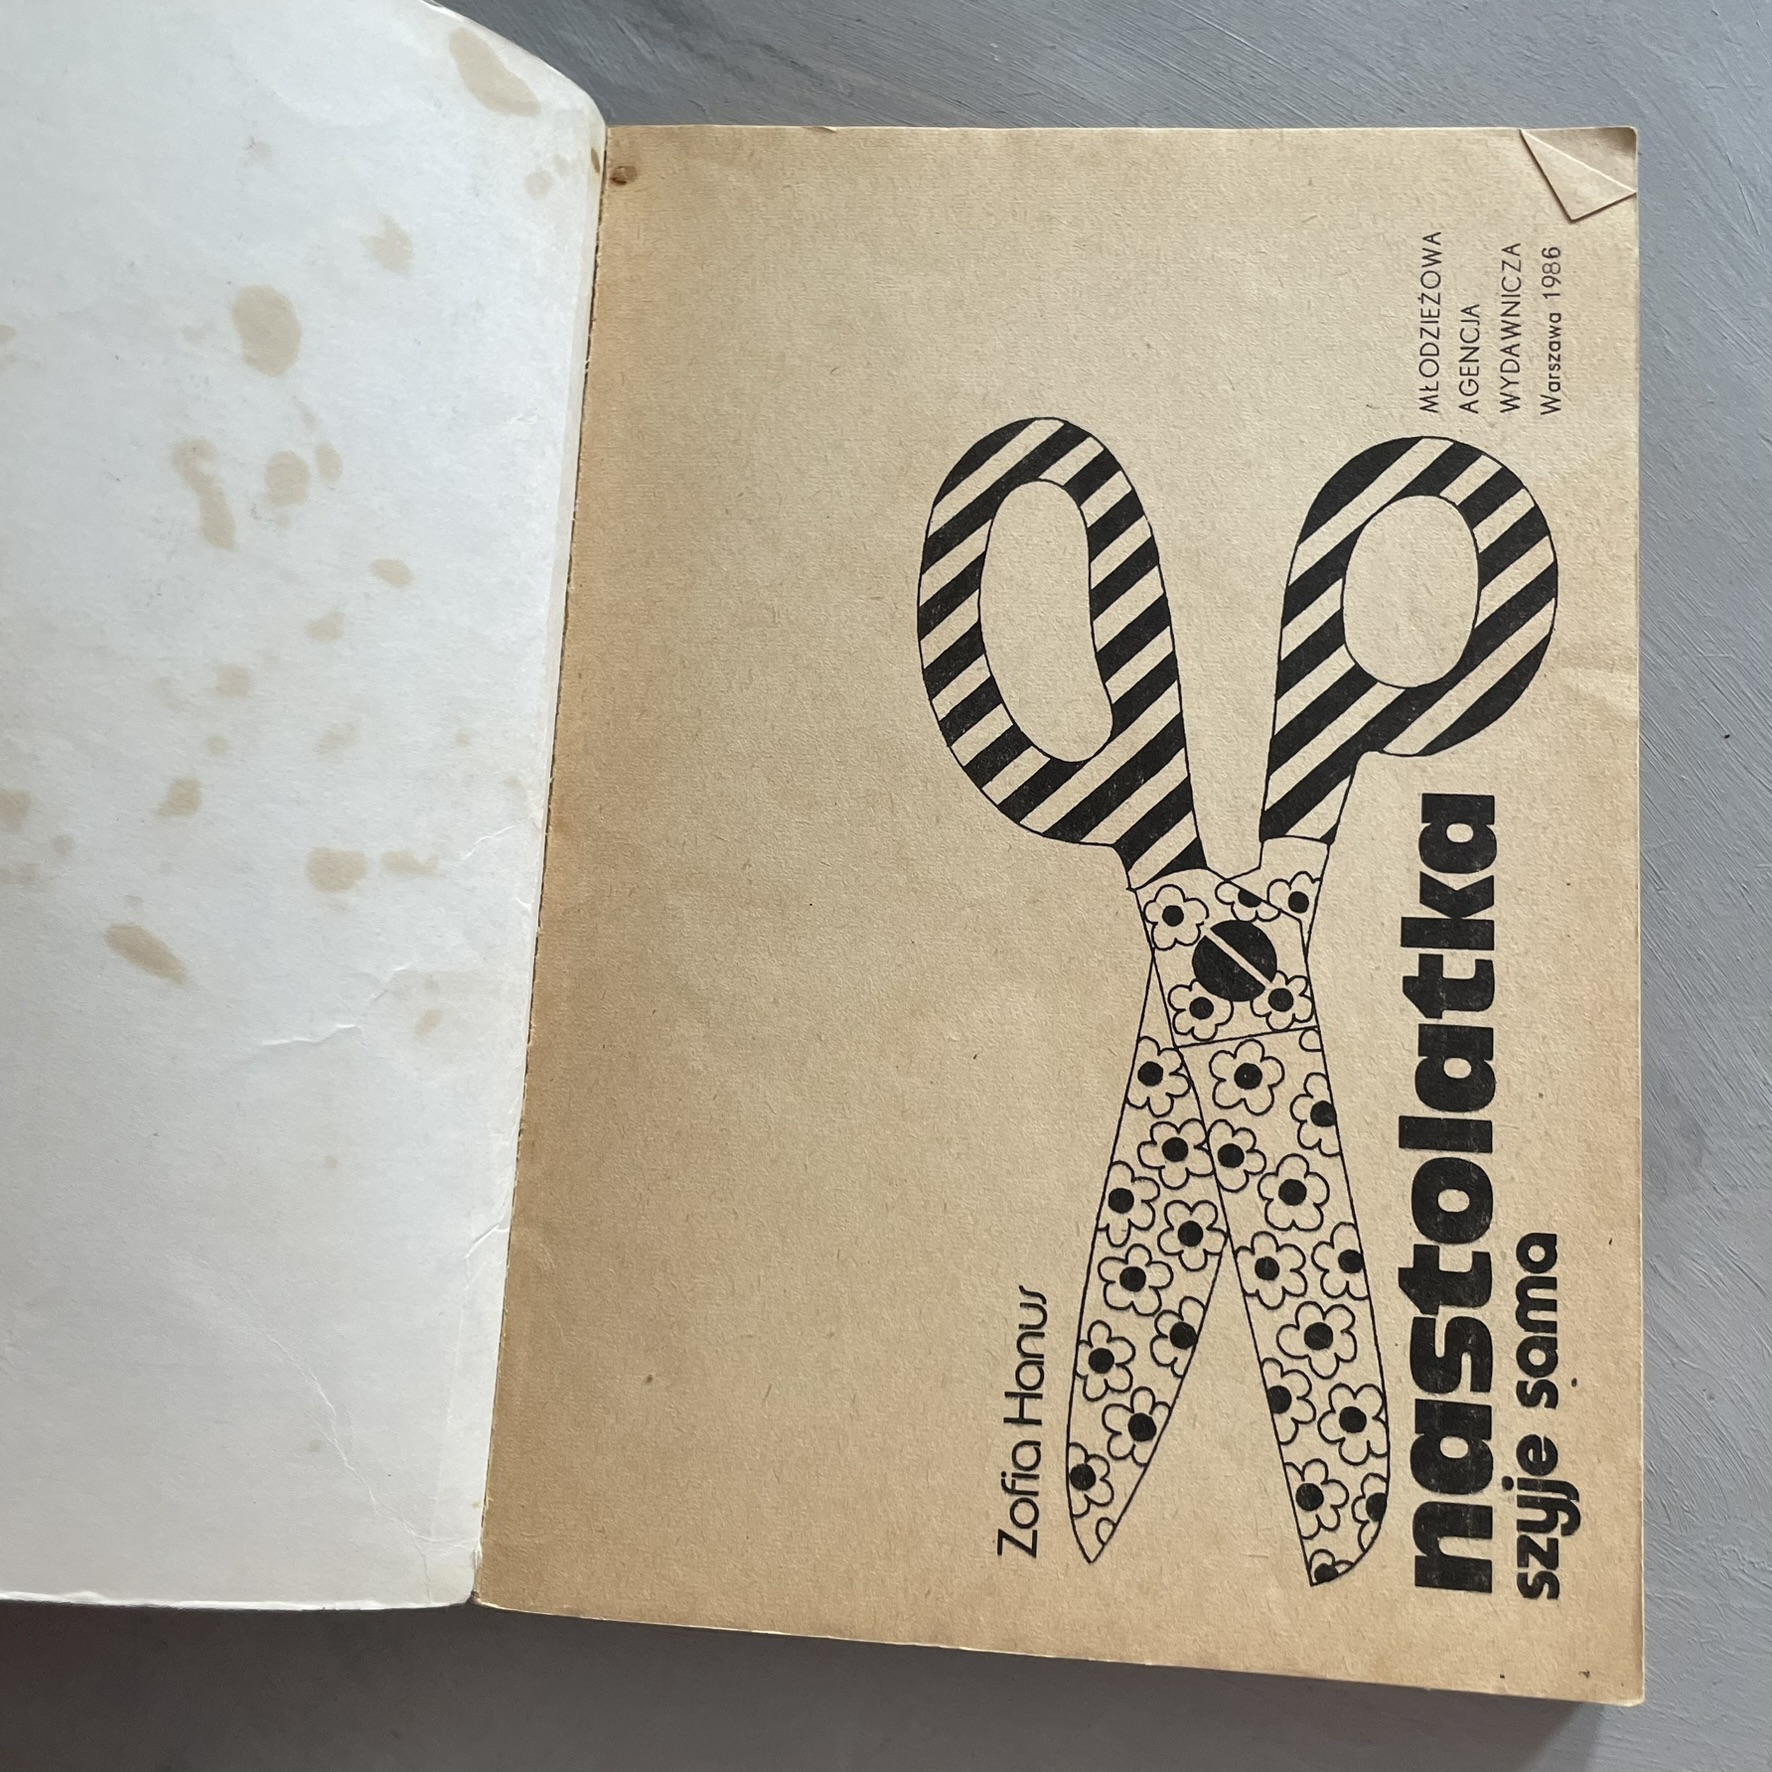 Zofia Hanus
nastolatka
szyje sama
MŁODZIEŻOWA
AGENCJA
WYDAWNICZA
Warszawa 1986